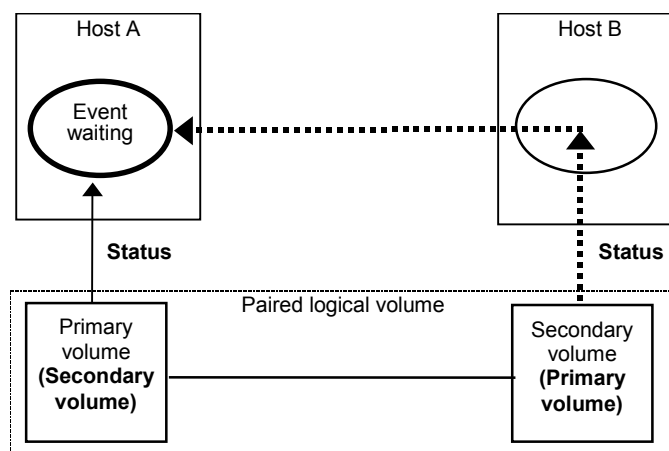 Host A
Host B
Event
waiting
Status
Status
Paired logical volume
Primary
volume
(Secondary
volume)
Secondary
volume
(Primary
volume)